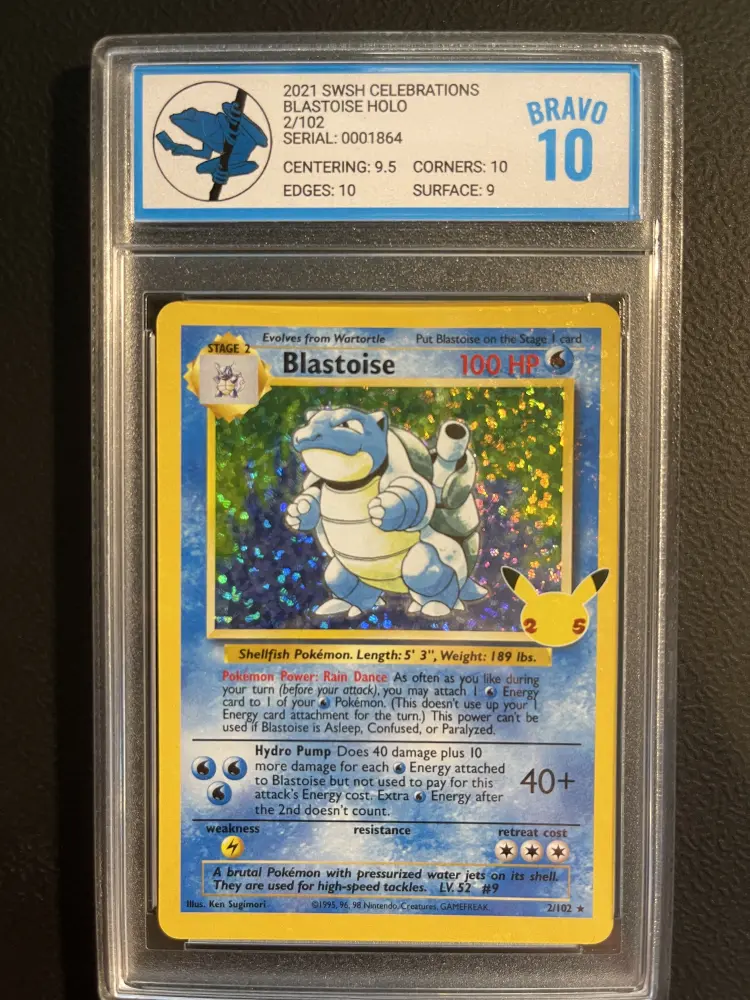 2021 SWSH CELEBRATIONS
BLASTOISE HOLO
2/102
SERIAL: 0001864
CENTERING: 9.5 CORNERS: 10
EDGES: 10 SURFACE: 9
BRAVO
10
Evolves from Wartortle Put Blastoise on the Stage 1 card
STAGE 2
Blastoise 100 HP
25
Shellfish Pokémon. Length: 5' 3", Weight: 189 lbs.
Pokémon Power: Rain Dance As often as you like during
your turn (before your attack), you may attach 1 Energy
card to 1 of your Pokémon. (This doesn't use up your 1
Energy card attachment for the turn.) This power can't be
used if Blastoise is Asleep, Confused, or Paralyzed.
Hydro Pump Does 40 damage plus 10
more damage for each Energy attached
to Blastoise but not used to pay for this
attack's Energy cost. Extra Energy after
the 2nd doesn't count.
40+
weakness resistance retreat cost
A brutal Pokémon with pressurized water jets on its shell.
They are used for high-speed tackles. LV. 52 #9
Illus. Ken Sugimori ©1995, 96, 98 Nintendo, Creatures, GAMEFREAK. 2/102 ★